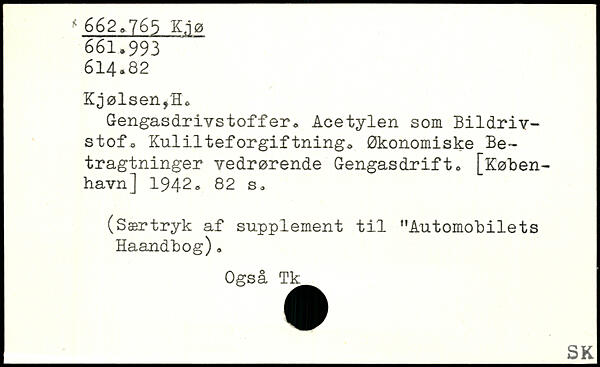 * 662.765 Kjø
661.993
614.82
Kjølsen, H.
Gengasdrivstoffer. Acetylen som Bildriv-
stof. Kulilteforgiftning. Økonomiske Be-
tragtninger vedrørende Gengasdrift. [Køben-
havn] 1942. 82 s.
(Særtryk af supplement til "Automobilets
Haandbog).
Også Tk
SK